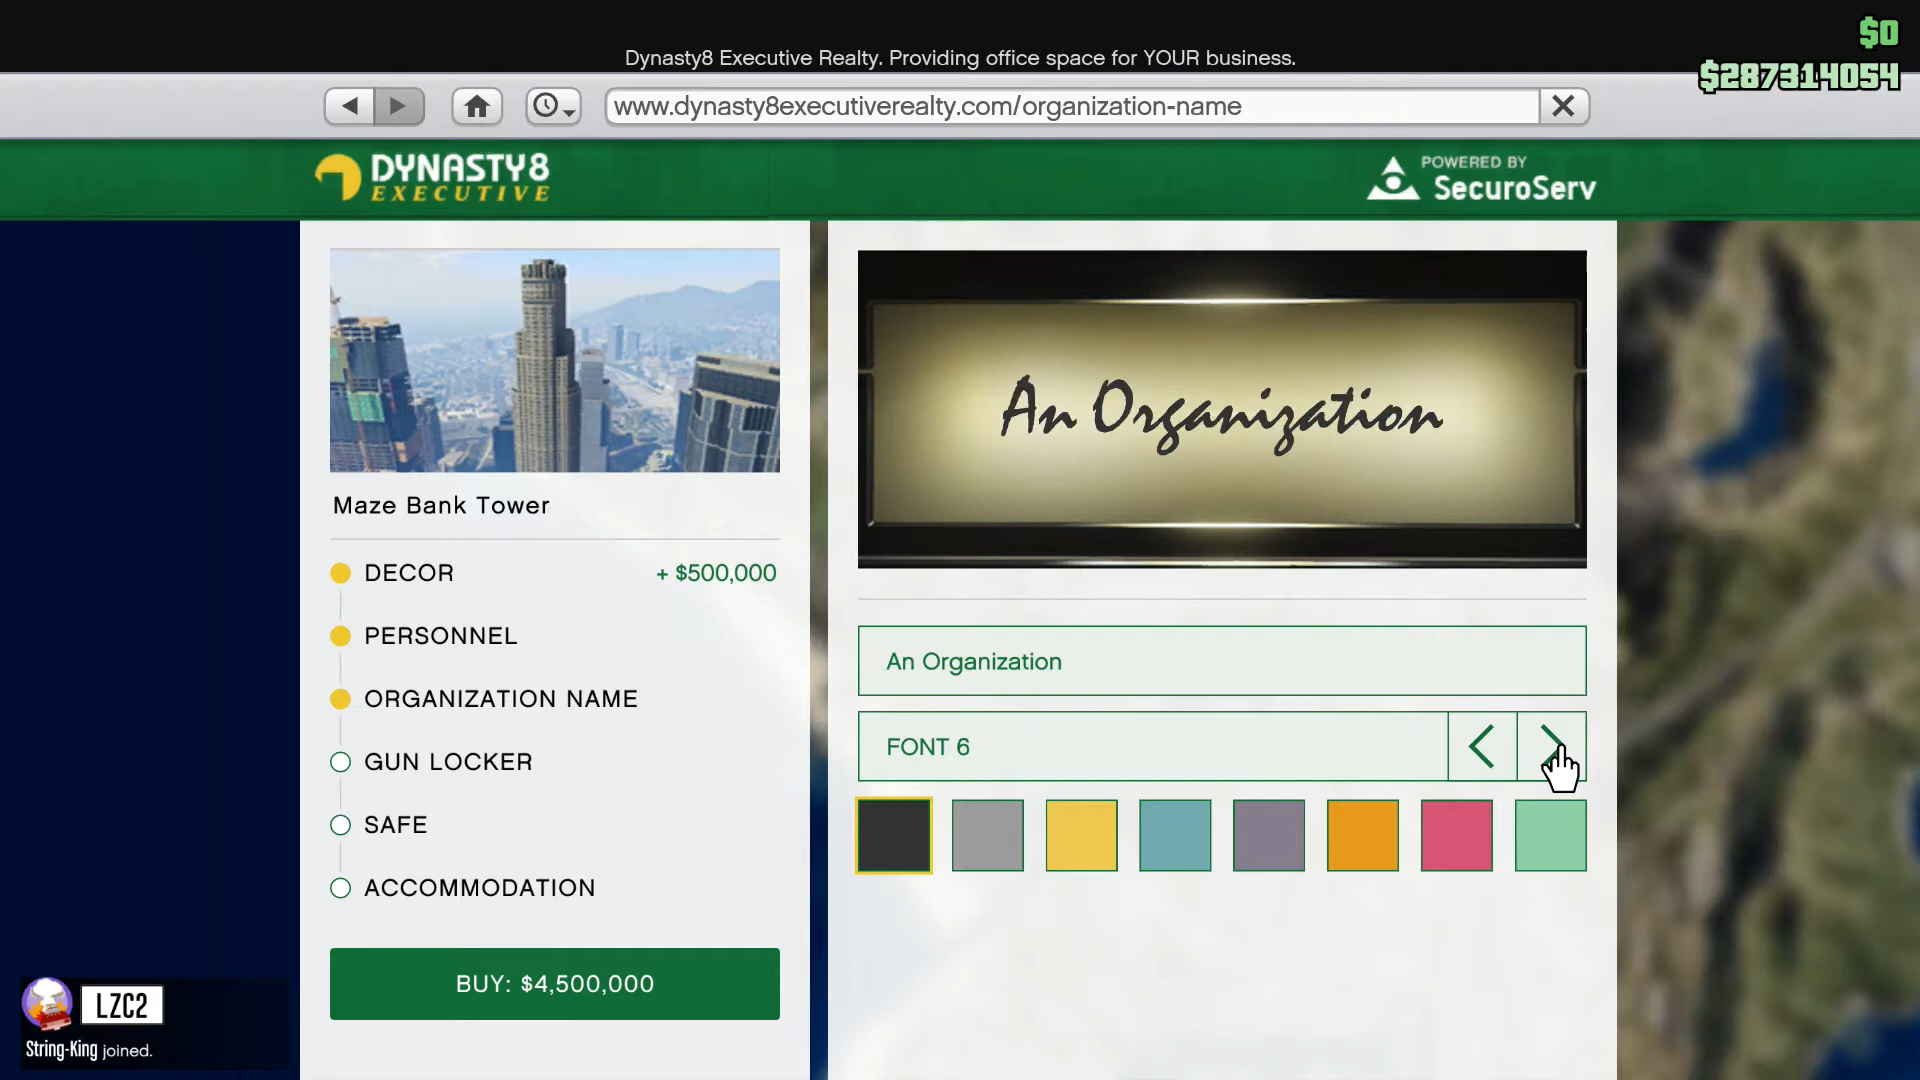 $0
Dynasty8 Executive Realty. Providing office space for YOUR business.
$287314054
www.dynasty8executiverealty.com/organization-name
DYNASTY8
EXECUTIVE
POWERED BY
SecuroServ
An Organization
Maze Bank Tower
DECOR + $500,000
PERSONNEL
ORGANIZATION NAME
GUN LOCKER
SAFE
ACCOMMODATION
BUY: $4,500,000
An Organization
FONT 6
LZC2
String-King joined.